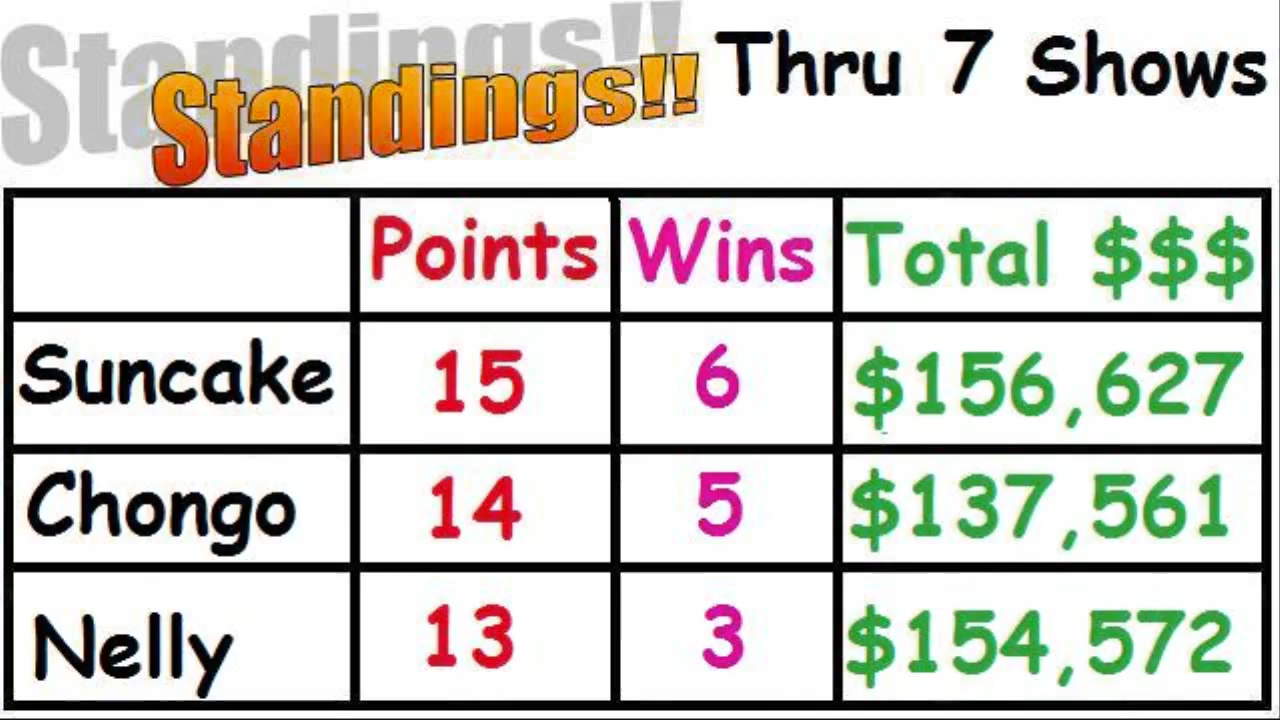 Standings!! Thru 7 Shows
Points Wins Total $$$
Suncake 15 6 $156,627
Chongo 14 5 $137,561
Nelly 13 3 $154,572